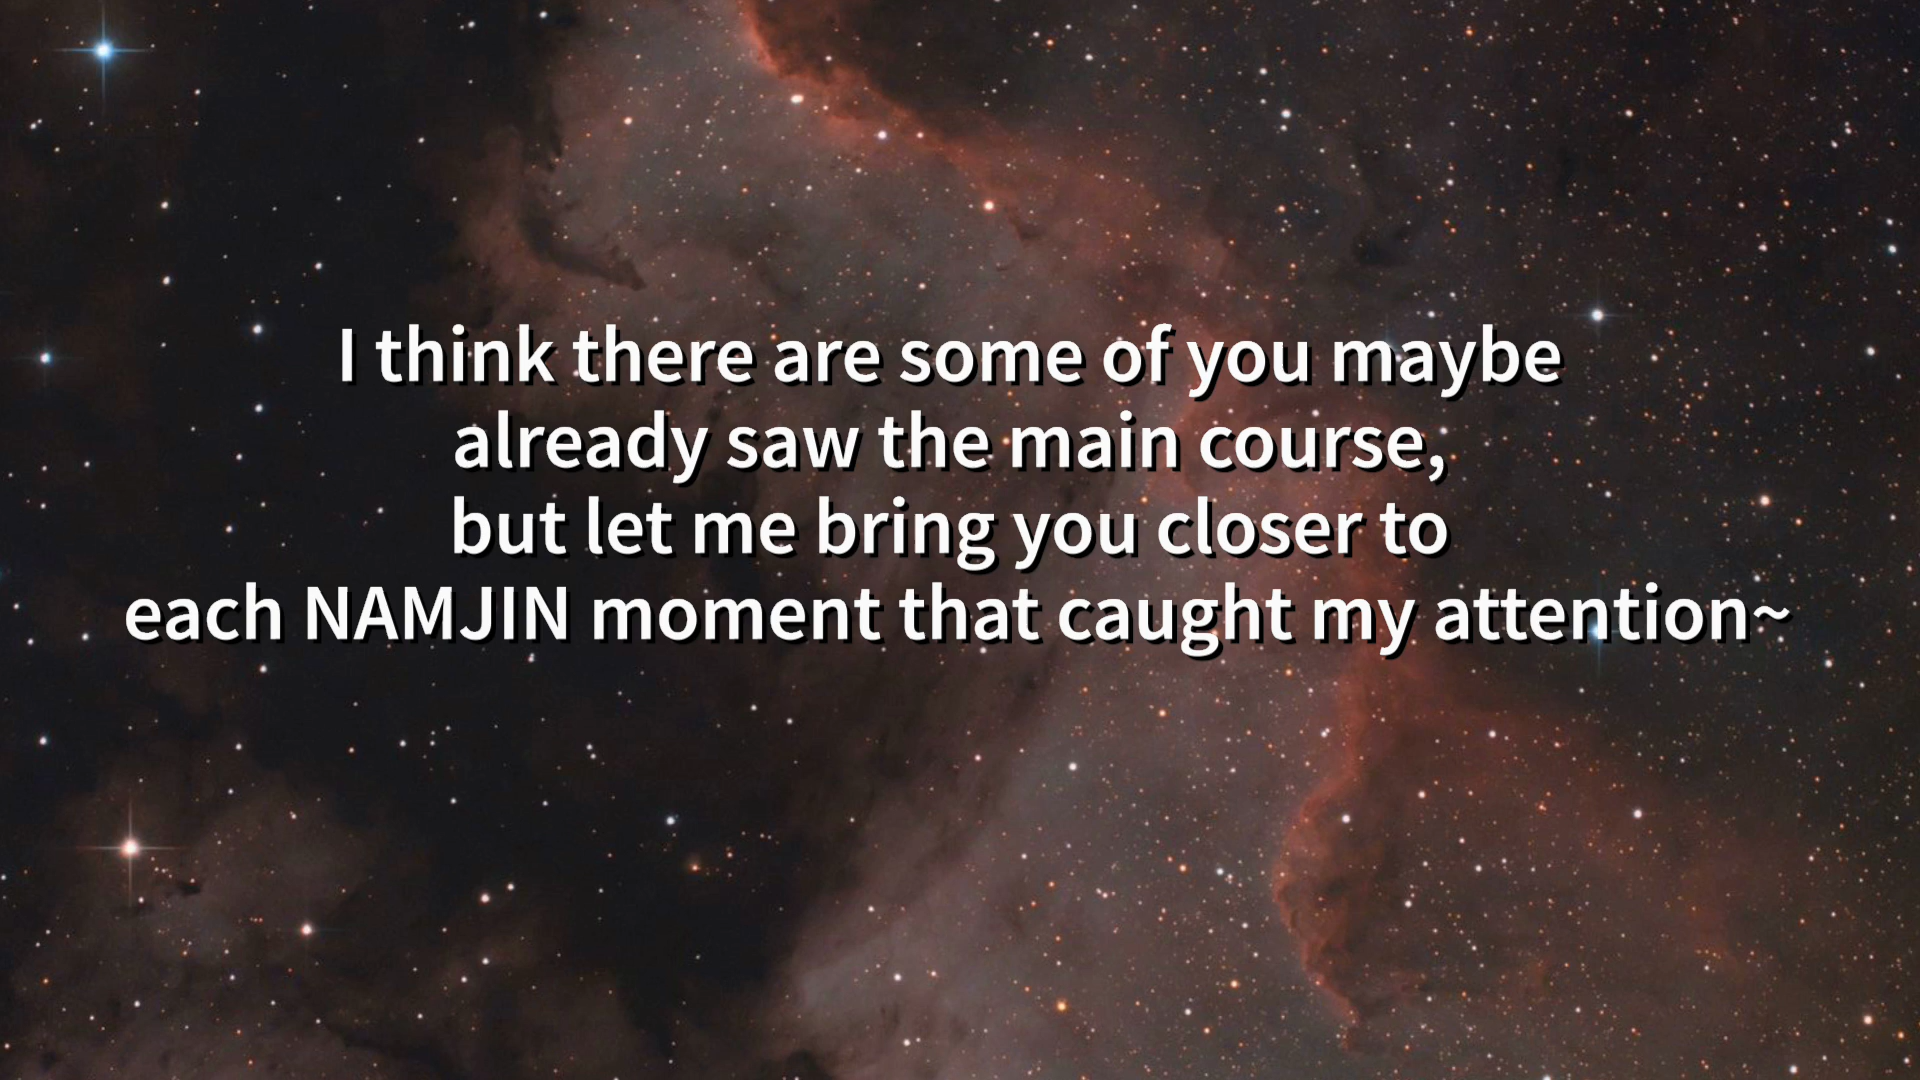 I think there are some of you maybe
already saw the main course,
but let me bring you closer to
each NAMJIN moment that caught my attention~